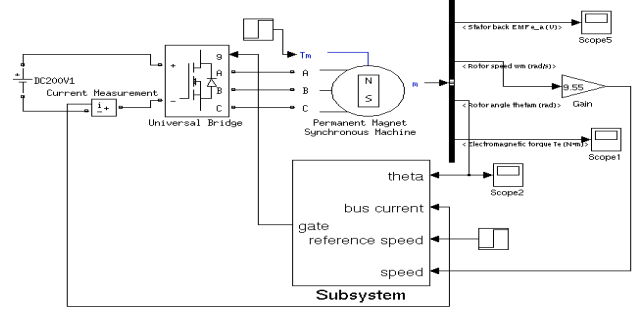 < Stator back EMF e_a (V)>
Scope5
Tm
g
DC200V1
+
A
A
N
m
< Rotor speed wm (rad/s)>
9.55
Gain
Current Measurement
B
B
S
i
+
-
-
C
C
< Rotor angle thetam (rad)>
Universal Bridge
Permanent Magnet
Synchronous Machine
< Electromagnetic torque Te (N*m)>
Scope1
theta
Scope2
bus current
gate
reference speed
speed
Subsystem